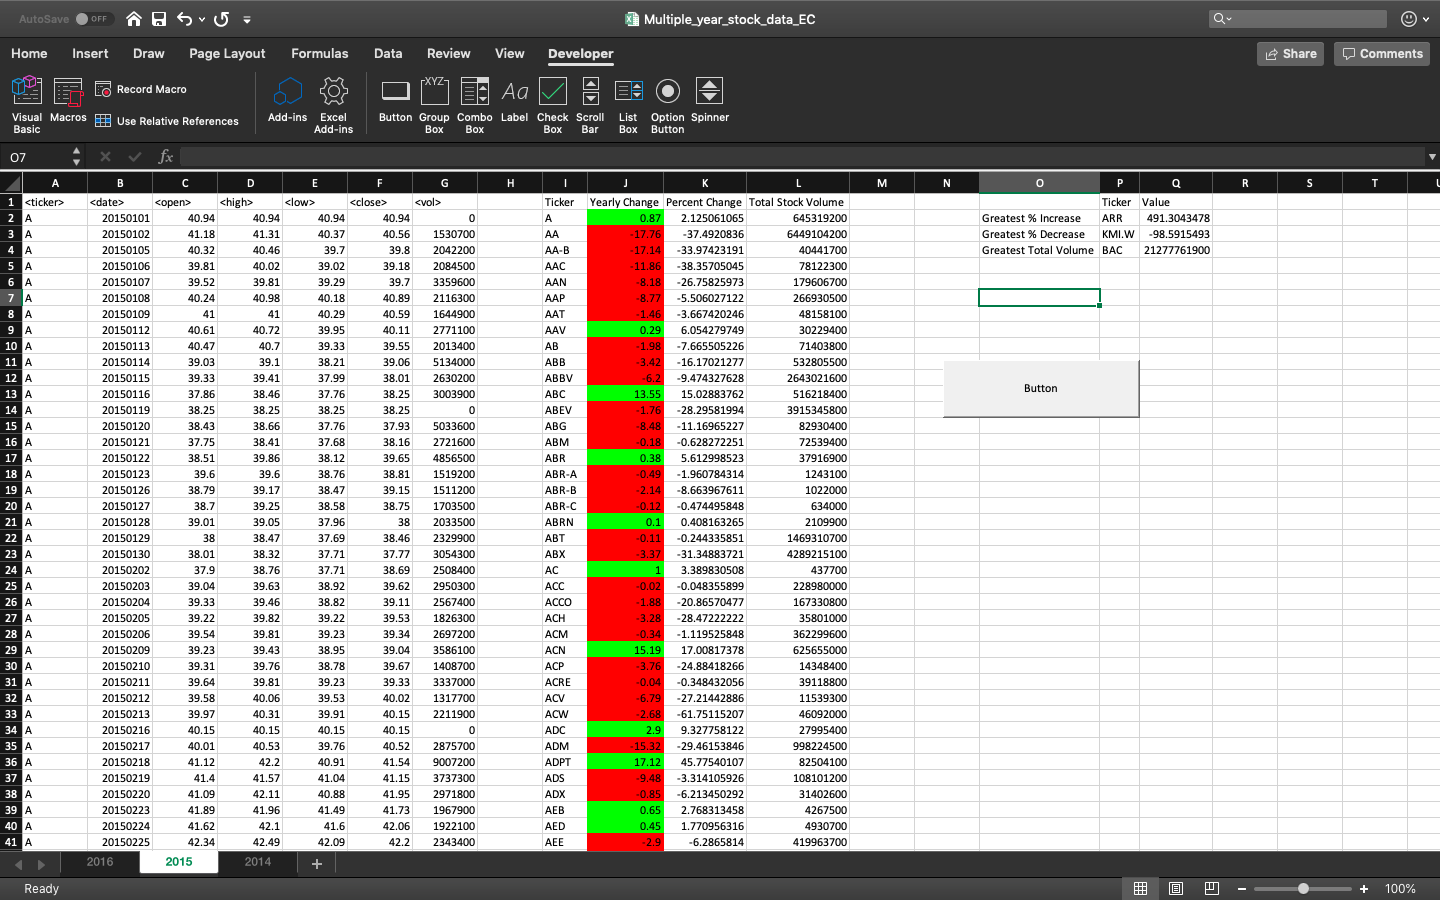 AutoSave OFF Multiple_year_stock_data_EC
Home Insert Draw Page Layout Formulas Data Review View Developer Share Comments
Visual Basic Macros Record Macro Use Relative References Add-ins Excel Add-ins Button Group Box Combo Box Label Check Box Scroll Bar List Box Option Button Spinner
XYZ Aa
O7 fx
A B C D E F G H I J K L M N O P Q R S T
1 <ticker> <date> <open> <high> <low> <close> <vol> Ticker Yearly Change Percent Change Total Stock Volume Ticker Value
2 A 20150101 40.94 40.94 40.94 40.94 0 A 0.87 2.125061065 645319200 Greatest % Increase ARR 491.3043478
3 A 20150102 41.18 41.31 40.37 40.56 1530700 AA -17.76 -37.4920836 6449104200 Greatest % Decrease KMI.W -98.5915493
4 A 20150105 40.32 40.46 39.7 39.8 2042200 AA-B -17.14 -33.97423191 40441700 Greatest Total Volume BAC 21277761900
5 A 20150106 39.81 40.02 39.02 39.18 2084500 AAC -11.86 -38.35705045 78122300
6 A 20150107 39.52 39.81 39.29 39.7 3359600 AAN -8.18 -26.75825973 179606700
7 A 20150108 40.24 40.98 40.18 40.89 2116300 AAP -8.77 -5.506027122 266930500
8 A 20150109 41 41 40.29 40.59 1644900 AAT -1.46 -3.667420246 48158100
9 A 20150112 40.61 40.72 39.95 40.11 2771100 AAV 0.29 6.054279749 30229400
10 A 20150113 40.47 40.7 39.33 39.55 2013400 AB -1.98 -7.665505226 71403800
11 A 20150114 39.03 39.1 38.21 39.06 5134000 ABB -3.42 -16.17021277 532805500
12 A 20150115 39.33 39.41 37.99 38.01 2630200 ABBV -6.2 -9.474327628 2643021600
Button
13 A 20150116 37.86 38.46 37.76 38.25 3003900 ABC 13.55 15.02883762 516218400
14 A 20150119 38.25 38.25 38.25 38.25 0 ABEV -1.76 -28.29581994 3915345800
15 A 20150120 38.43 38.66 37.76 37.93 5033600 ABG -8.48 -11.16965227 82930400
16 A 20150121 37.75 38.41 37.68 38.16 2721600 ABM -0.18 -0.628272251 72539400
17 A 20150122 38.51 39.86 38.12 39.65 4856500 ABR 0.38 5.612998523 37916900
18 A 20150123 39.6 39.6 38.76 38.81 1519200 ABR-A -0.49 -1.960784314 1243100
19 A 20150126 38.79 39.17 38.47 39.15 1511200 ABR-B -2.14 -8.663967611 1022000
20 A 20150127 38.7 39.25 38.58 38.75 1703500 ABR-C -0.12 -0.474495848 634000
21 A 20150128 39.01 39.05 37.96 38 2033500 ABRN 0.1 0.408163265 2109900
22 A 20150129 38 38.47 37.69 38.46 2329900 ABT -0.11 -0.244335851 1469310700
23 A 20150130 38.01 38.32 37.71 37.77 3054300 ABX -3.37 -31.34883721 4289215100
24 A 20150202 37.9 38.76 37.71 38.69 2508400 AC 1 3.389830508 437700
25 A 20150203 39.04 39.63 38.92 39.62 2950300 ACC -0.02 -0.048355899 228980000
26 A 20150204 39.33 39.46 38.82 39.11 2567400 ACCO -1.88 -20.86570477 167330800
27 A 20150205 39.22 39.82 39.22 39.53 1826300 ACH -3.28 -28.47222222 35801000
28 A 20150206 39.54 39.81 39.23 39.34 2697200 ACM -0.34 -1.119525848 362299600
29 A 20150209 39.23 39.43 38.95 39.04 3586100 ACN 15.19 17.00817378 625655000
30 A 20150210 39.31 39.76 38.78 39.67 1408700 ACP -3.76 -24.88418266 14348400
31 A 20150211 39.64 39.81 39.23 39.33 3337000 ACRE -0.04 -0.348432056 39118800
32 A 20150212 39.58 40.06 39.53 40.02 1317700 ACV -6.79 -27.21442886 11539300
33 A 20150213 39.97 40.31 39.91 40.15 2211900 ACW -2.68 -61.75115207 46092000
34 A 20150216 40.15 40.15 40.15 40.15 0 ADC 2.9 9.327758122 27995400
35 A 20150217 40.01 40.53 39.76 40.52 2875700 ADM -15.32 -29.46153846 998224500
36 A 20150218 41.12 42.2 40.91 41.54 9007200 ADPT 17.12 45.77540107 82504100
37 A 20150219 41.4 41.57 41.04 41.15 3737300 ADS -9.48 -3.314105926 108101200
38 A 20150220 41.09 42.11 40.88 41.95 2971800 ADX -0.85 -6.213450292 31402600
39 A 20150223 41.89 41.96 41.49 41.73 1967900 AEB 0.65 2.768313458 4267500
40 A 20150224 41.62 42.1 41.6 42.06 1922100 AED 0.45 1.770956316 4930700
41 A 20150225 42.34 42.49 42.09 42.2 2343400 AEE -2.9 -6.2865814 419963700
2016 2015 2014 +
Ready 100%